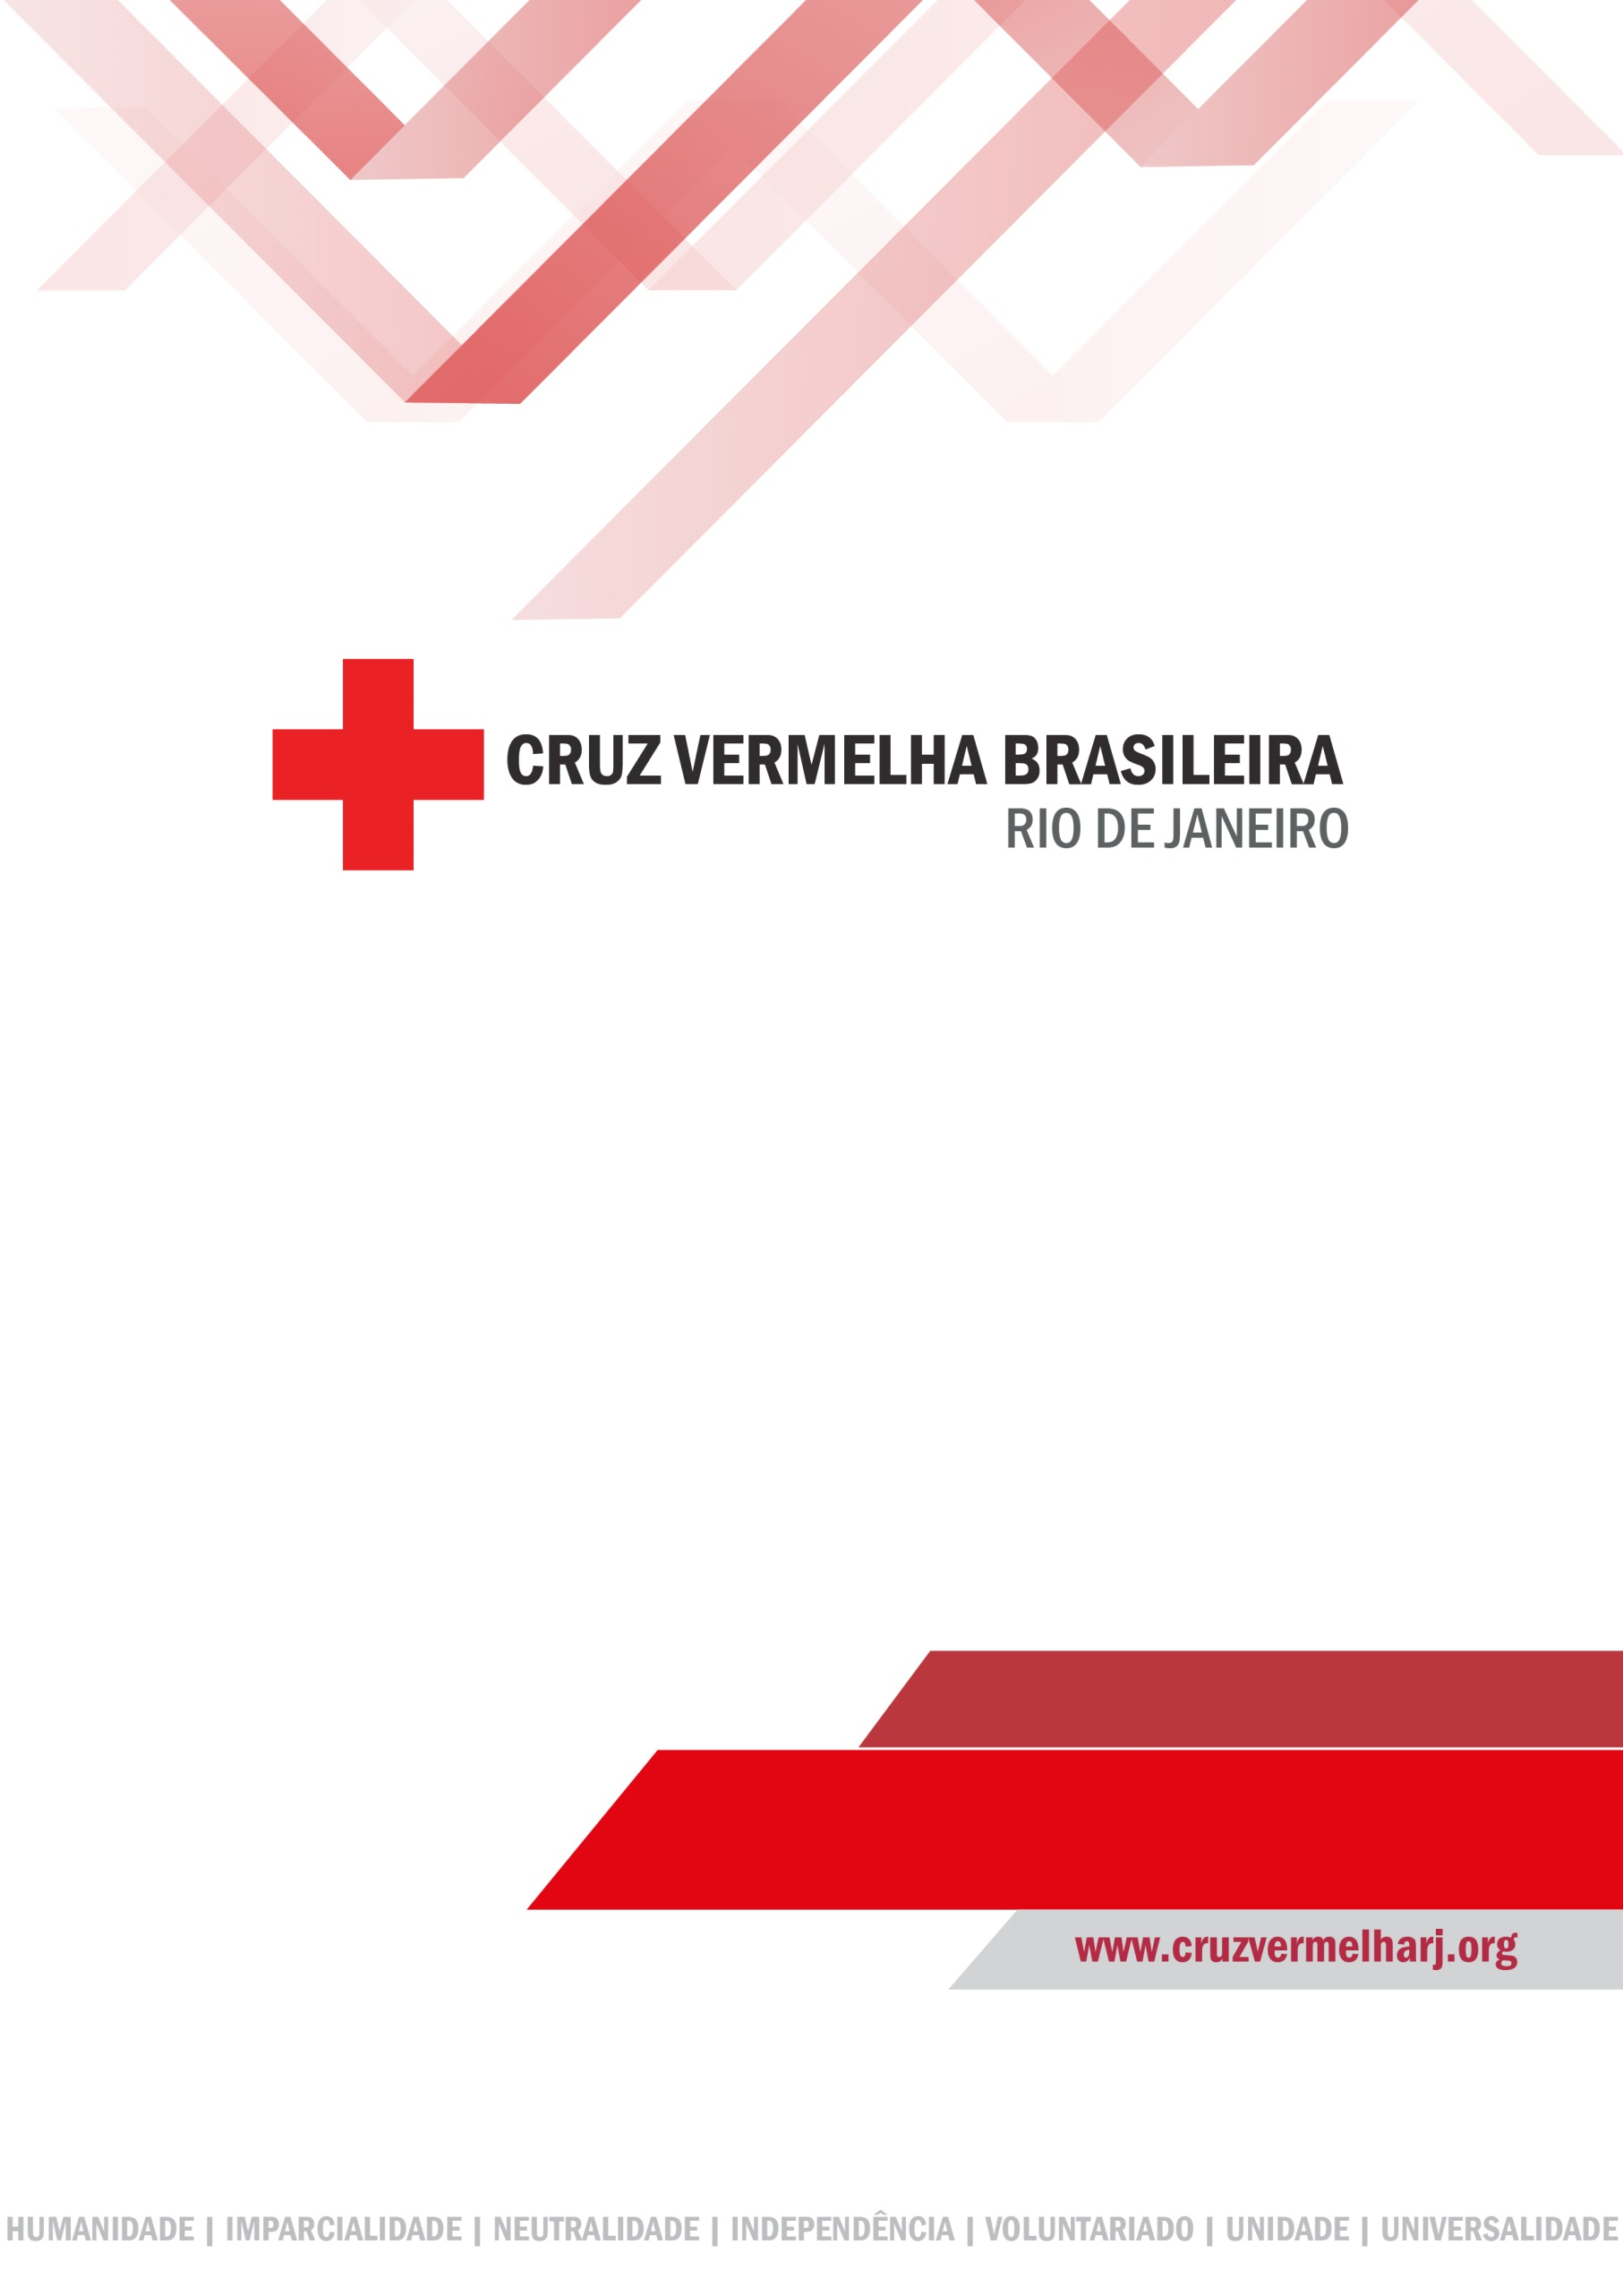 CRUZ VERMELHA BRASILEIRA
RIO DE JANEIRO
www.cruzvermelharj.org
HUMANIDADE | IMPARCIALIDADE | NEUTRALIDADE | INDEPENDÊNCIA | VOLUNTARIADO | UNIDADE | UNIVERSALIDADE